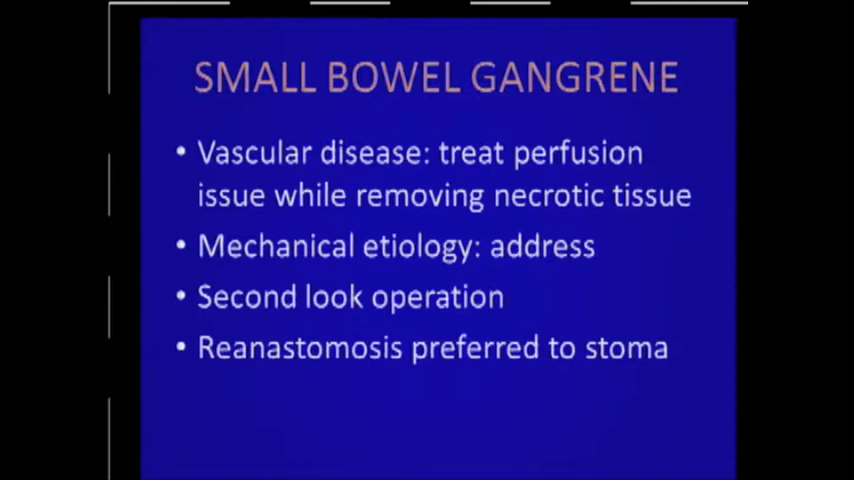 SMALL BOWEL GANGRENE
• Vascular disease: treat perfusion
issue while removing necrotic tissue
• Mechanical etiology: address
• Second look operation
• Reanastomosis preferred to stoma